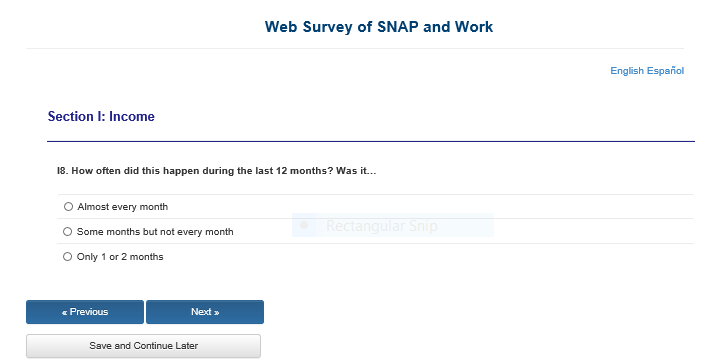 Web Survey of SNAP and Work
English Español
Section I: Income
I8. How often did this happen during the last 12 months? Was it...
Almost every month
Some months but not every month
Rectangular Snip
Only 1 or 2 months
« Previous
Next »
Save and Continue Later